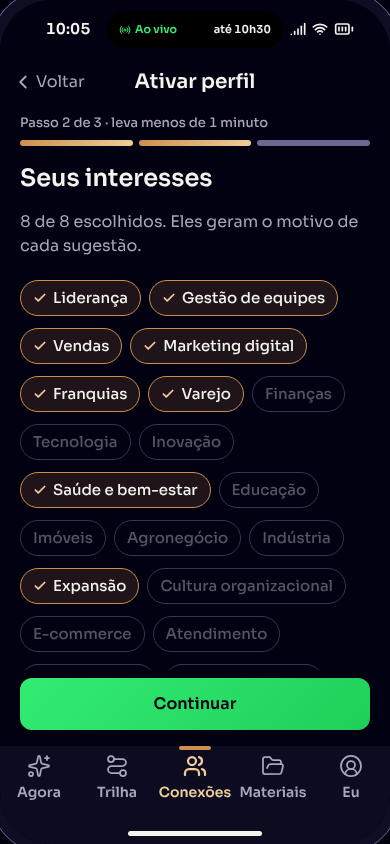 10:05 Ao vivo até 10h30
Voltar Ativar perfil
Passo 2 de 3 · leva menos de 1 minuto
Seus interesses
8 de 8 escolhidos. Eles geram o motivo de
cada sugestão.
Liderança Gestão de equipes
Vendas Marketing digital
Franquias Varejo Finanças
Tecnologia Inovação
Saúde e bem-estar Educação
Imóveis Agronegócio Indústria
Expansão Cultura organizacional
E-commerce Atendimento
Continuar
Agora Trilha Conexões Materiais Eu